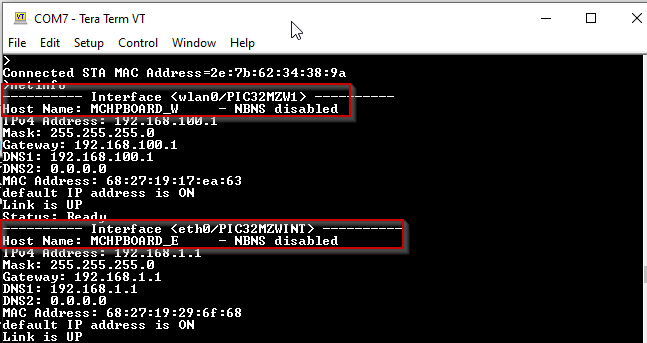 COM7 - Tera Term VT
File Edit Setup Control Window Help
>
Connected STA MAC Address=2e:7b:62:34:38:9a
>netinfo
---------- Interface <wlan0/PIC32MZW1> ----------
Host Name: MCHPBOARD_W - NBNS disabled
IPv4 Address: 192.168.100.1
Mask: 255.255.255.0
Gateway: 192.168.100.1
DNS1: 192.168.100.1
DNS2: 0.0.0.0
MAC Address: 68:27:19:17:ea:63
default IP address is ON
Link is UP
Status: Ready
---------- Interface <eth0/PIC32MZWINT> ----------
Host Name: MCHPBOARD_E - NBNS disabled
IPv4 Address: 192.168.1.1
Mask: 255.255.255.0
Gateway: 192.168.1.1
DNS1: 192.168.1.1
DNS2: 0.0.0.0
MAC Address: 68:27:19:29:6f:68
default IP address is ON
Link is UP